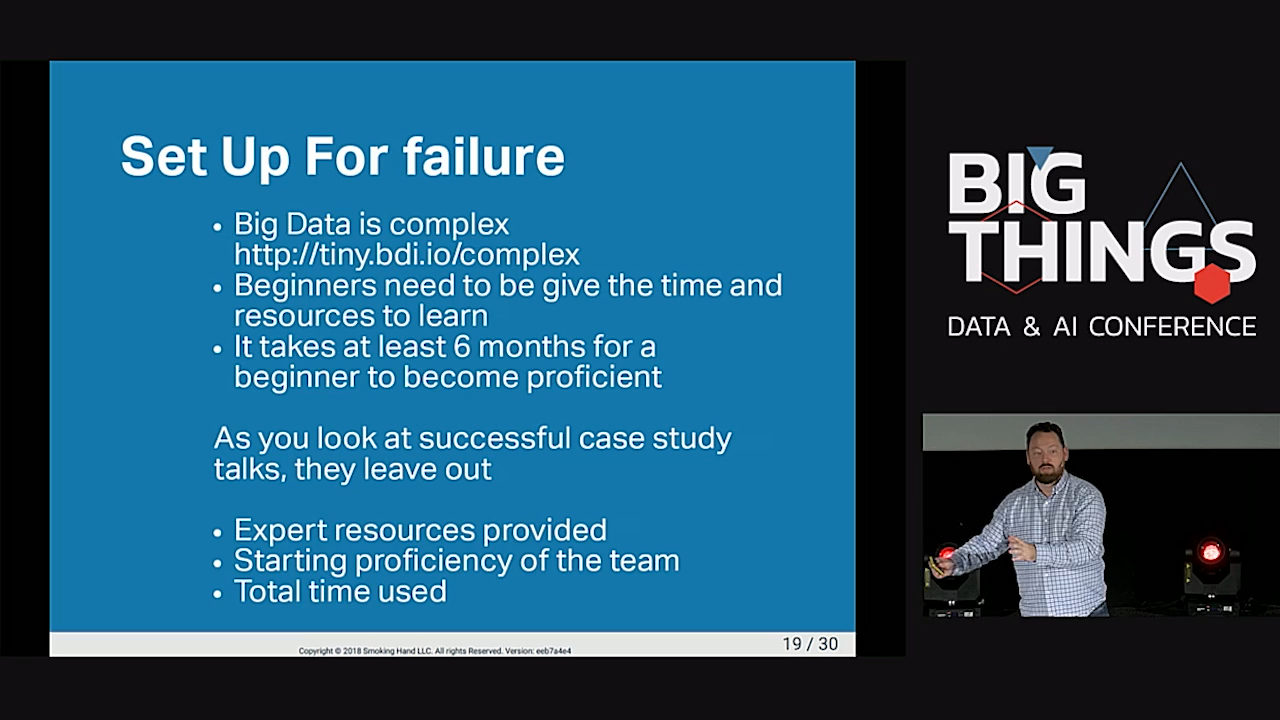 Set Up For failure
• Big Data is complex
http://tiny.bdi.io/complex
• Beginners need to be give the time and
resources to learn
• It takes at least 6 months for a
beginner to become proficient
As you look at successful case study
talks, they leave out
• Expert resources provided
• Starting proficiency of the team
• Total time used
Copyright © 2018 Smoking Hand LLC. All rights Reserved. Version: eeb7a4e4
19 / 30
BIG
THINGS
DATA & AI CONFERENCE